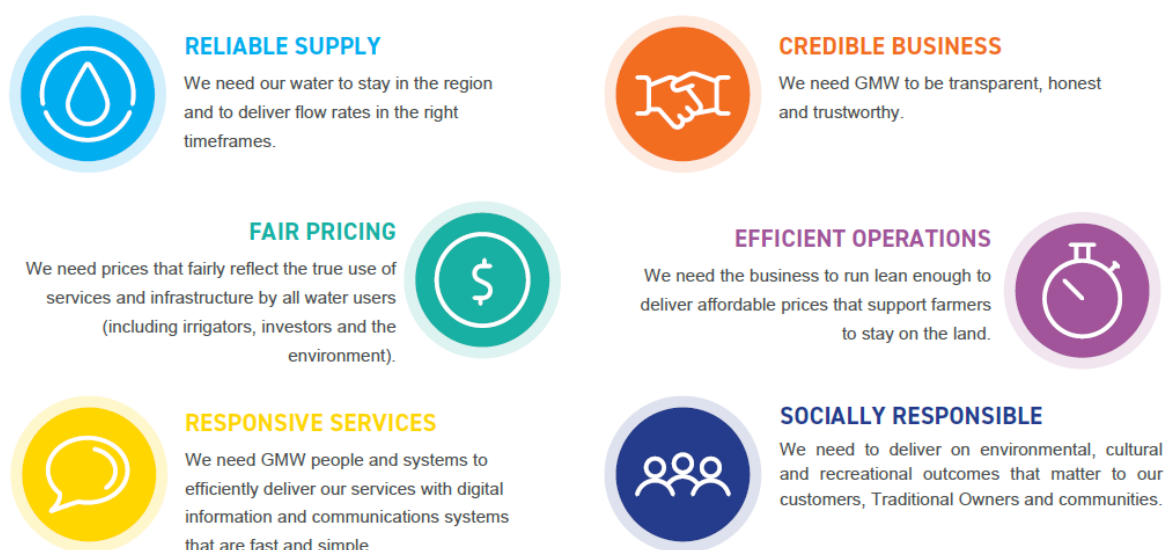 RELIABLE SUPPLY
We need our water to stay in the region
and to deliver flow rates in the right
timeframes.
CREDIBLE BUSINESS
We need GMW to be transparent, honest
and trustworthy.
FAIR PRICING
We need prices that fairly reflect the true use of
services and infrastructure by all water users
(including irrigators, investors and the
environment).
$
EFFICIENT OPERATIONS
We need the business to run lean enough to
deliver affordable prices that support farmers
to stay on the land.
RESPONSIVE SERVICES
We need GMW people and systems to
efficiently deliver our services with digital
information and communications systems
that are fast and simple
SOCIALLY RESPONSIBLE
We need to deliver on environmental, cultural
and recreational outcomes that matter to our
customers, Traditional Owners and communities.